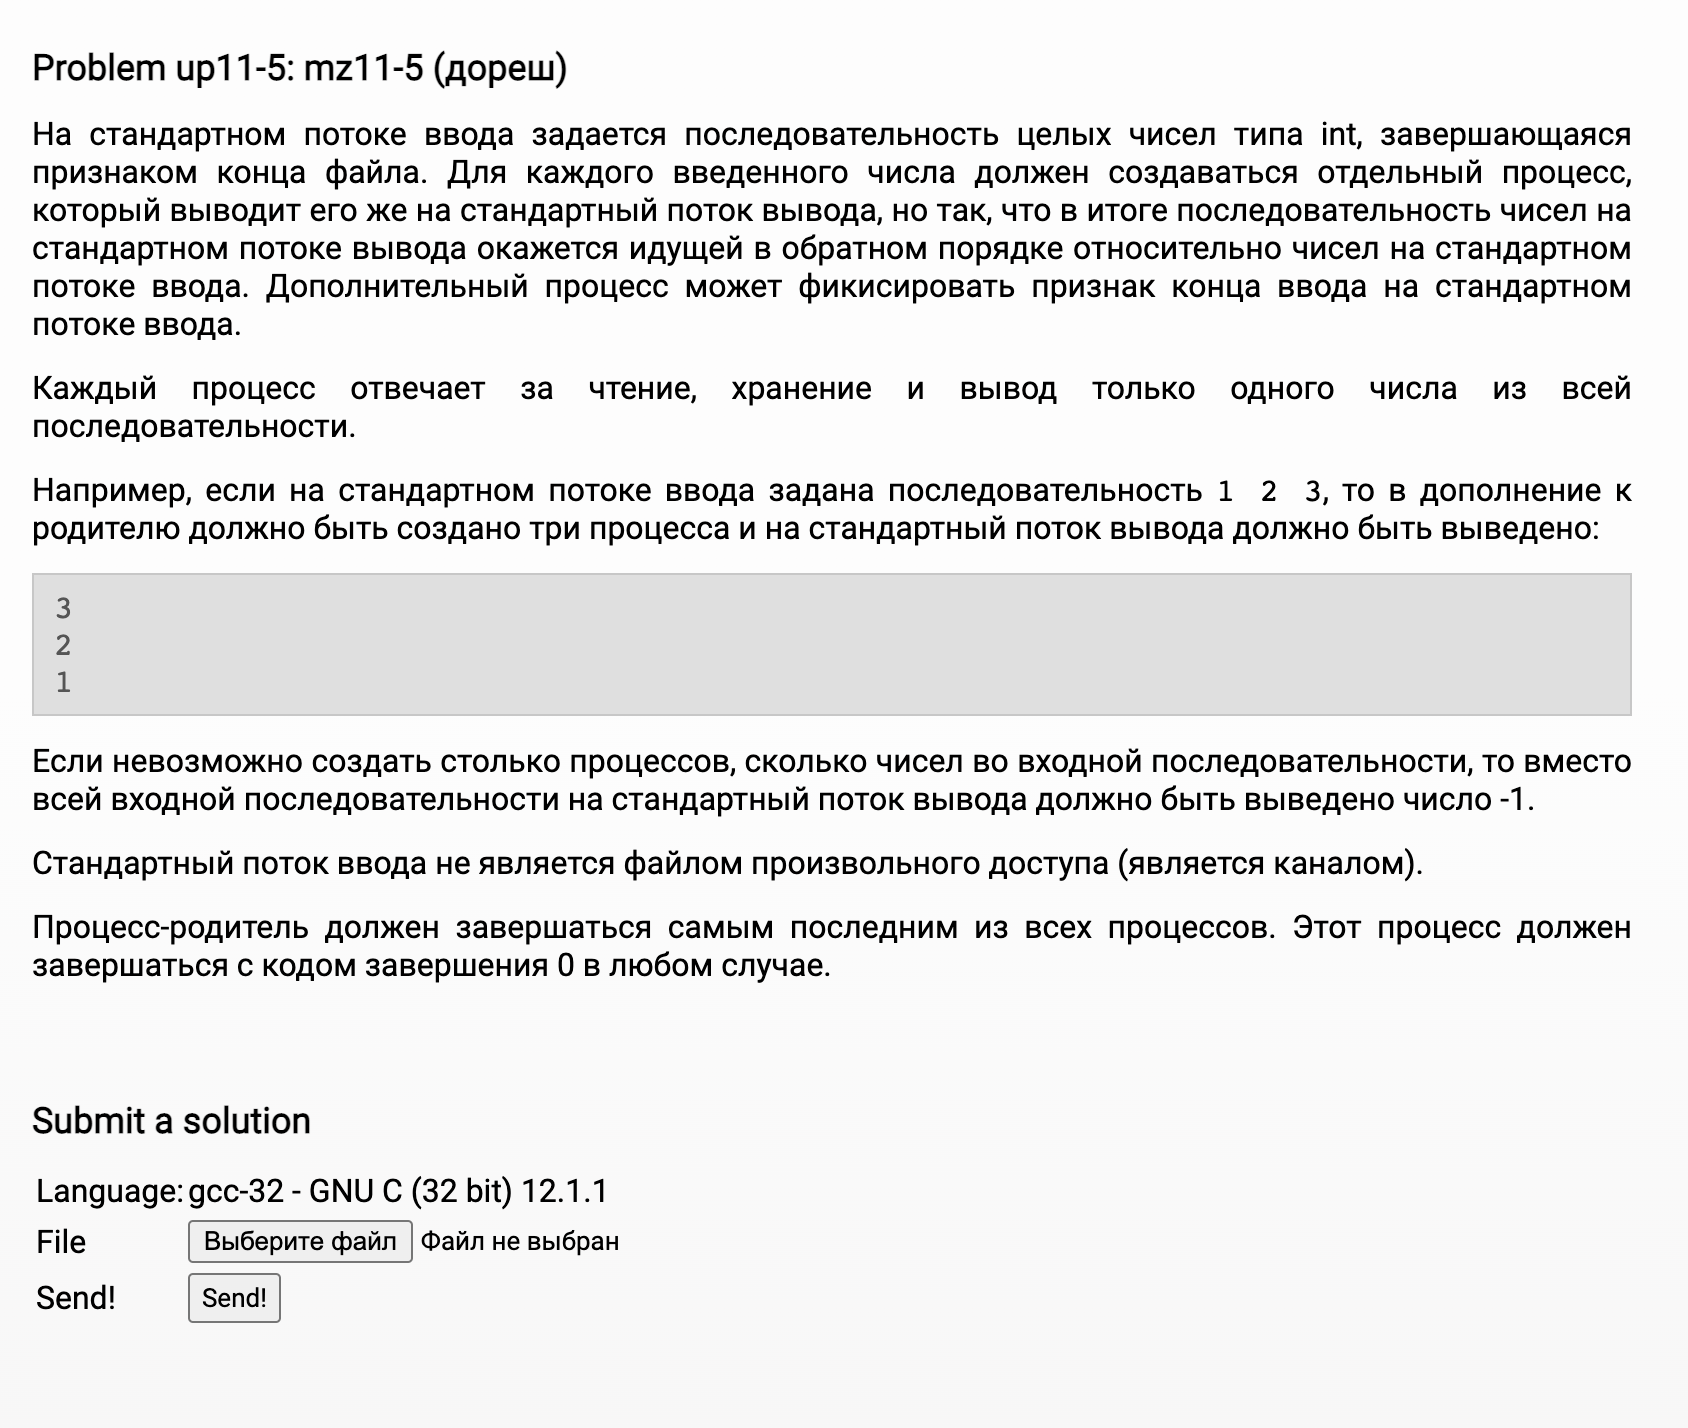 Problem up11-5: mz11-5 (дореш)
На стандартном потоке ввода задается последовательность целых чисел типа int, завершающаяся
признаком конца файла. Для каждого введенного числа должен создаваться отдельный процесс,
который выводит его же на стандартный поток вывода, но так, что в итоге последовательность чисел на
стандартном потоке вывода окажется идущей в обратном порядке относительно чисел на стандартном
потоке ввода. Дополнительный процесс может фикисировать признак конца ввода на стандартном
потоке ввода.
Каждый процесс отвечает за чтение, хранение и вывод только одного числа из всей
последовательности.
Например, если на стандартном потоке ввода задана последовательность 1 2 3, то в дополнение к
родителю должно быть создано три процесса и на стандартный поток вывода должно быть выведено:
3
2
1
Если невозможно создать столько процессов, сколько чисел во входной последовательности, то вместо
всей входной последовательности на стандартный поток вывода должно быть выведено число -1.
Стандартный поток ввода не является файлом произвольного доступа (является каналом).
Процесс-родитель должен завершаться самым последним из всех процессов. Этот процесс должен
завершаться с кодом завершения 0 в любом случае.
Submit a solution
Language: gcc-32 - GNU C (32 bit) 12.1.1
File Выберите файл Файл не выбран
Send! Send!